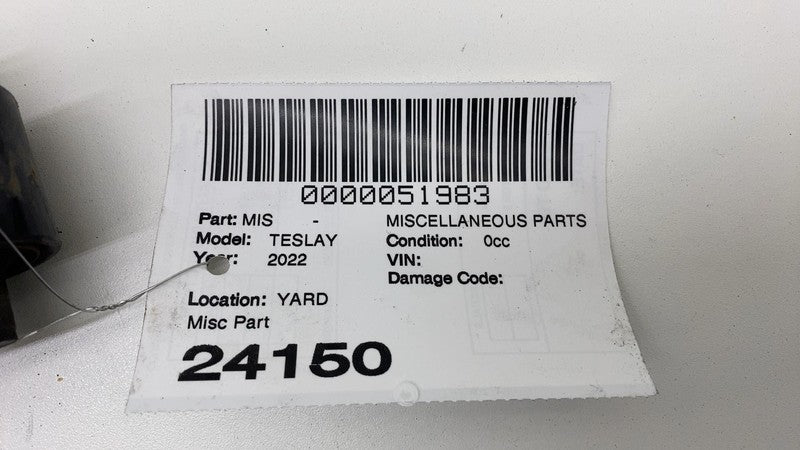 0000051983
Part: MIS - MISCELLANEOUS PARTS
Model: TESLAY Condition: 0cc
Year: 2022 VIN:
Damage Code:
Location: YARD
Misc Part
24150